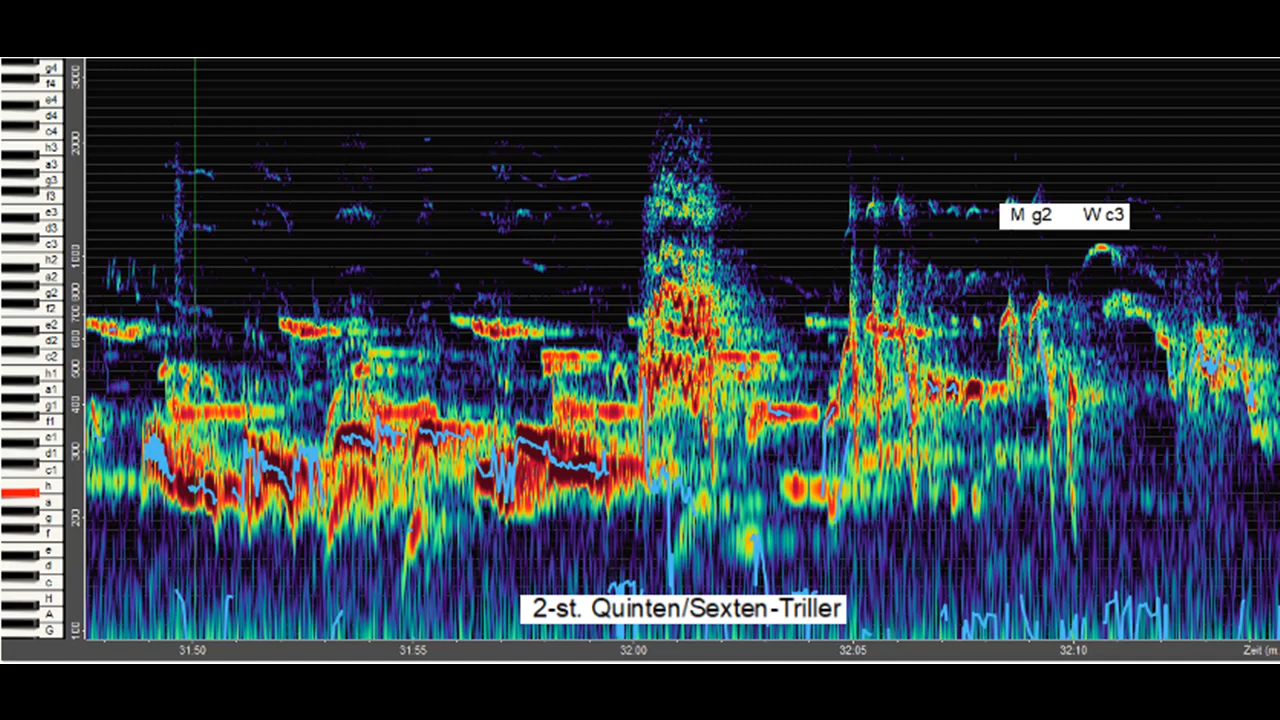 g4
f4
e4
d4
c4
h3
a3
g3
f3
e3
d3
c3
h2
a2
g2
f2
e2
d2
c2
h1
a1
g1
f1
e1
d1
c1
h
a
g
f
e
d
c
H
A
G
3000
2000
1000
800
700
600
500
400
300
200
100
M g2 W c3
2-st. Quinten/Sexten-Triller
31:50 31:55 32:00 32:05 32:10 Zeit (m.